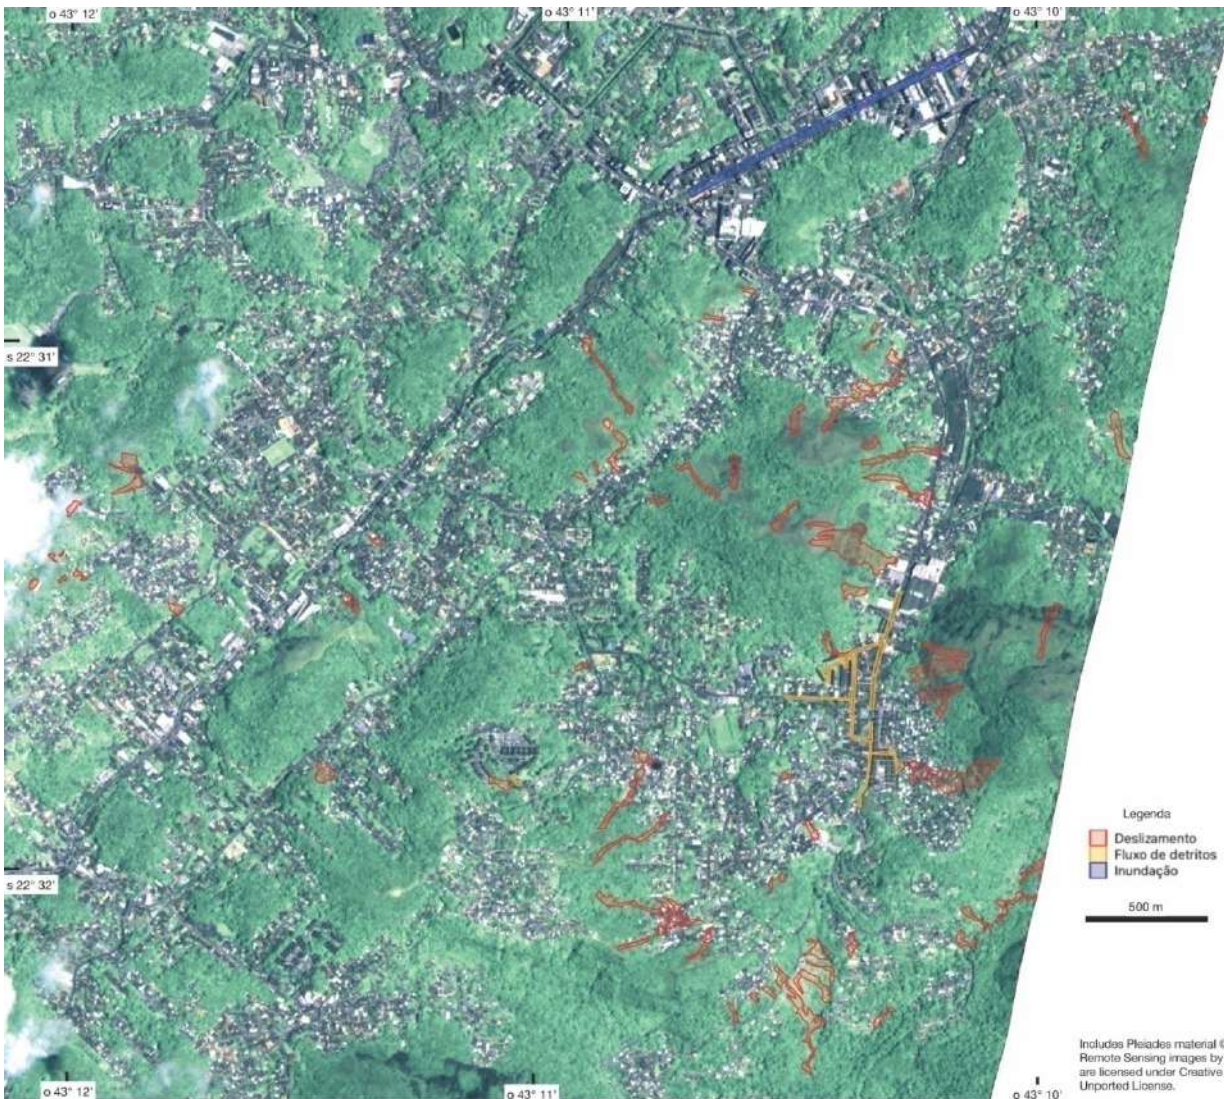 o 43° 12'
o 43° 11'
o 43° 10'
s 22° 31'
Legenda
Deslizamento
Fluxo de detritos
Inundação
s 22° 32'
500 m
Includes Pleiades material ©
Remote Sensing images by
are licensed under Creative
Unported License.
o 43° 12'
o 43° 11'
o 43° 10'